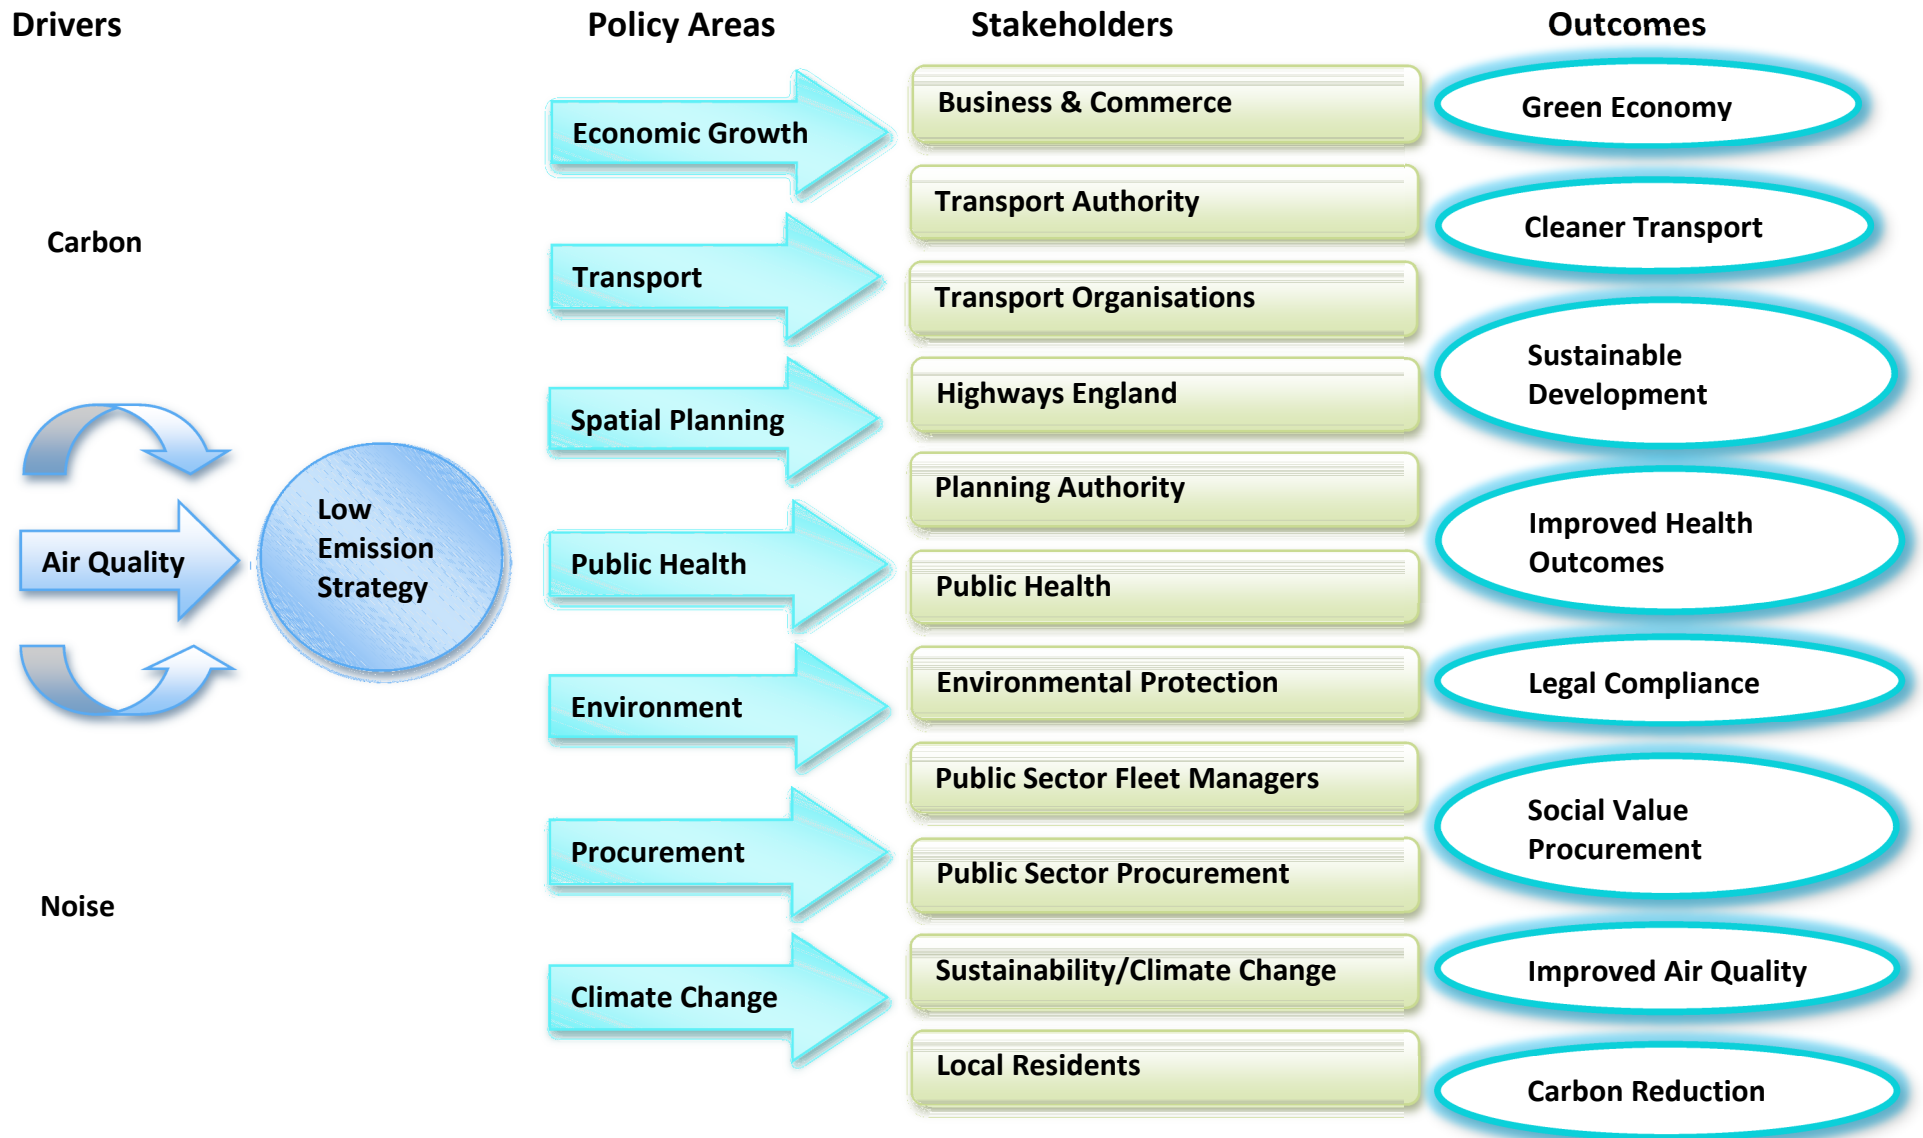 Drivers
Policy Areas
Stakeholders
Outcomes
Carbon
Air Quality
Noise
Low
Emission
Strategy
Economic Growth
Transport
Spatial Planning
Public Health
Environment
Procurement
Climate Change
Business & Commerce
Transport Authority
Transport Organisations
Highways England
Planning Authority
Public Health
Environmental Protection
Public Sector Fleet Managers
Public Sector Procurement
Sustainability/Climate Change
Local Residents
Green Economy
Cleaner Transport
Sustainable
Development
Improved Health
Outcomes
Legal Compliance
Social Value
Procurement
Improved Air Quality
Carbon Reduction